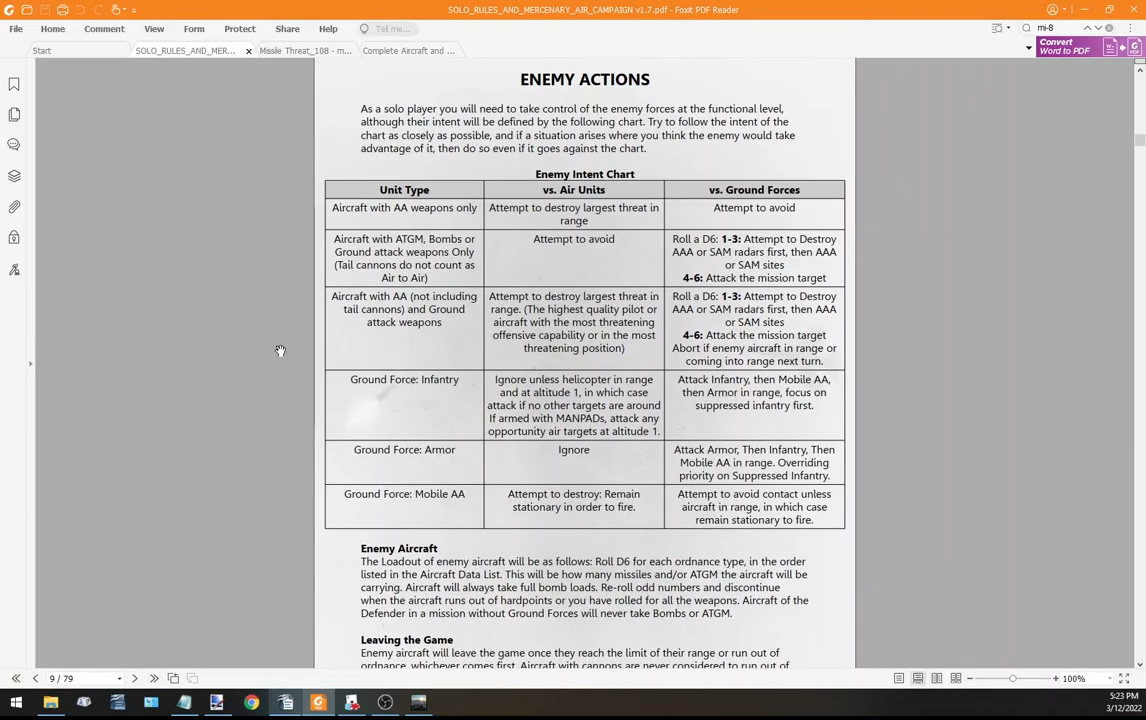 SOLO_RULES_AND_MERCENARY_AIR_CAMPAIGN v1.7.pdf - Foxit PDF Reader
File Home Comment View Form Protect Share Help Tell me... mi-8
Start SOLO_RULES_AND_MER... Missile Threat_108 - m... Complete Aircraft and ... Convert
Word to PDF
ENEMY ACTIONS
As a solo player you will need to take control of the enemy forces at the functional level,
although their intent will be defined by the following chart. Try to follow the intent of the
chart as closely as possible, and if a situation arises where you think the enemy would take
advantage of it, then do so even if it goes against the chart.
Enemy Intent Chart
Unit Type vs. Air Units vs. Ground Forces
Aircraft with AA weapons only
Attempt to destroy largest threat in
range
Attempt to avoid
Aircraft with ATGM, Bombs or
Ground attack weapons Only
(Tail cannons do not count as
Air to Air)
Attempt to avoid
Roll a D6: 1-3: Attempt to Destroy
AAA or SAM radars first, then AAA
or SAM sites
4-6: Attack the mission target
Aircraft with AA (not including
tail cannons) and Ground
attack weapons
Attempt to destroy largest threat in
range. (The highest quality pilot or
aircraft with the most threatening
offensive capability or in the most
threatening position)
Roll a D6: 1-3: Attempt to Destroy
AAA or SAM radars first, then AAA
or SAM sites
4-6: Attack the mission target
Abort if enemy aircraft in range or
coming into range next turn.
Ground Force: Infantry
Ignore unless helicopter in range
and at altitude 1, in which case
attack if no other targets are around
If armed with MANPADs, attack any
opportunity air targets at altitude 1.
Attack Infantry, then Mobile AA,
then Armor in range, focus on
suppressed infantry first.
Ground Force: Armor
Ignore
Attack Armor, Then Infantry, Then
Mobile AA in range. Overriding
priority on Suppressed Infantry.
Ground Force: Mobile AA
Attempt to destroy: Remain
stationary in order to fire.
Attempt to avoid contact unless
aircraft in range, in which case
remain stationary to fire.
Enemy Aircraft
The Loadout of enemy aircraft will be as follows: Roll D6 for each ordnance type, in the order
listed in the Aircraft Data List. This will be how many missiles and/or ATGM the aircraft will be
carrying. Aircraft will always take full bomb loads. Re-roll odd numbers and discontinue
when the aircraft runs out of hardpoints or you have rolled for all the weapons. Aircraft of the
Defender in a mission without Ground Forces will never take Bombs or ATGM.
Leaving the Game
Enemy aircraft will leave the game once they reach the limit of their range or run out of
ordnance, whichever comes first. Aircraft with cannons are never considered to run out of
9 / 79 100%
5:23 PM
3/12/2022